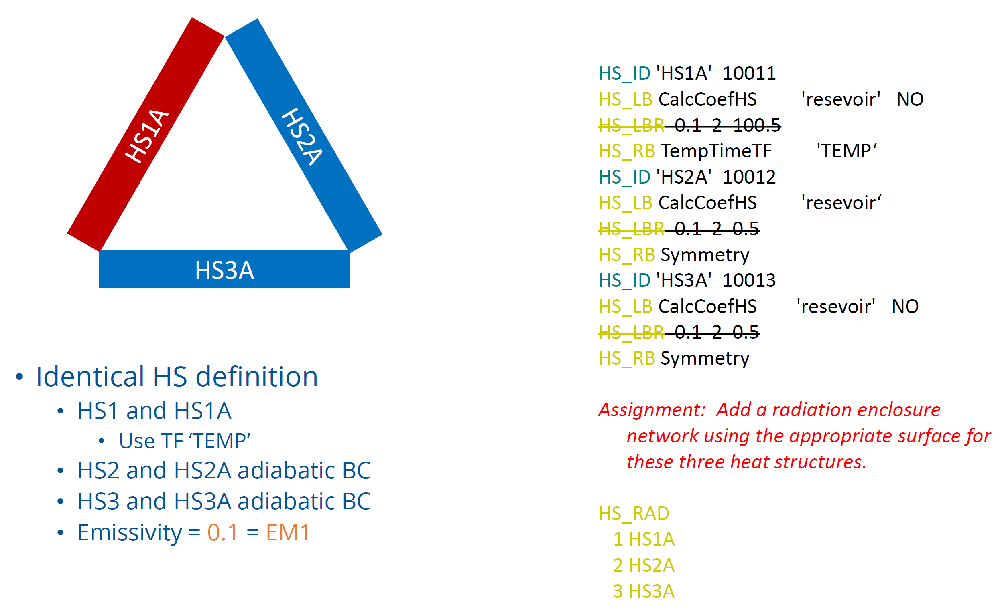 HS1A
HS2A
HS3A
• Identical HS definition
• HS1 and HS1A
• Use TF ‘TEMP’
• HS2 and HS2A adiabatic BC
• HS3 and HS3A adiabatic BC
• Emissivity = 0.1 = EM1
HS_ID 'HS1A' 10011
HS_LB CalcCoefHS 'resevoir' NO
HS_LBR 0.1 2 100.5
HS_RB TempTimeTF 'TEMP‘
HS_ID 'HS2A' 10012
HS_LB CalcCoefHS 'resevoir‘
HS_LBR 0.1 2 0.5
HS_RB Symmetry
HS_ID 'HS3A' 10013
HS_LB CalcCoefHS 'resevoir' NO
HS_LBR 0.1 2 0.5
HS_RB Symmetry
Assignment: Add a radiation enclosure
network using the appropriate surface for
these three heat structures.
HS_RAD
1 HS1A
2 HS2A
3 HS3A